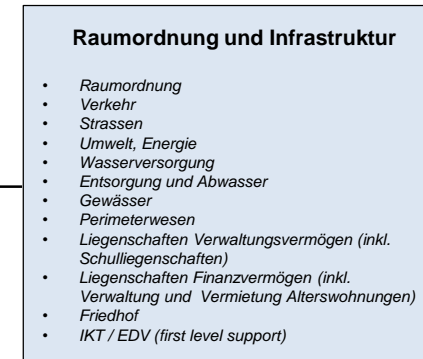 Raumordnung und Infrastruktur
• Raumordnung
• Verkehr
• Strassen
• Umwelt, Energie
• Wasserversorgung
• Entsorgung und Abwasser
• Gewässer
• Perimeterwesen
• Liegenschaften Verwaltungsvermögen (inkl.
Schulliegenschaften)
• Liegenschaften Finanzvermögen (inkl.
Verwaltung und Vermietung Alterswohnungen)
• Friedhof
• IKT / EDV (first level support)